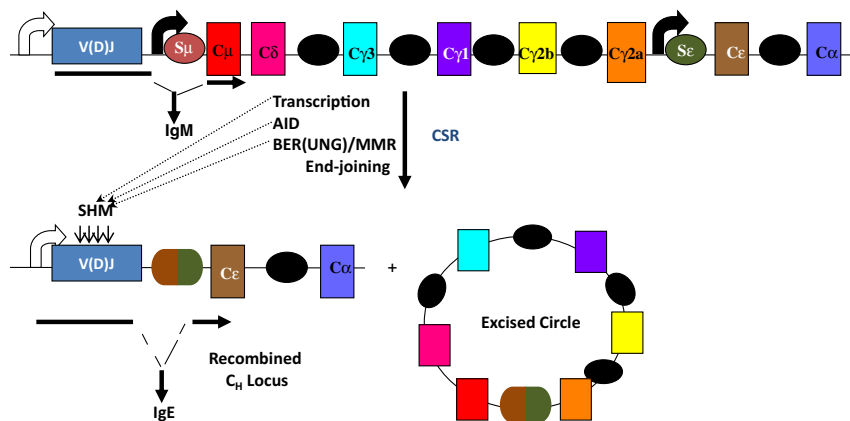 V(D)J
Sμ
Cμ
Cδ
Cγ3
Cγ1
Cγ2b
Cγ2a
Sε
Cε
Cα
IgM
Transcription
AID
BER(UNG)/MMR
End-joining
CSR
SHM
V(D)J
Cε
Cα
+
Excised Circle
Recombined
CH Locus
IgE